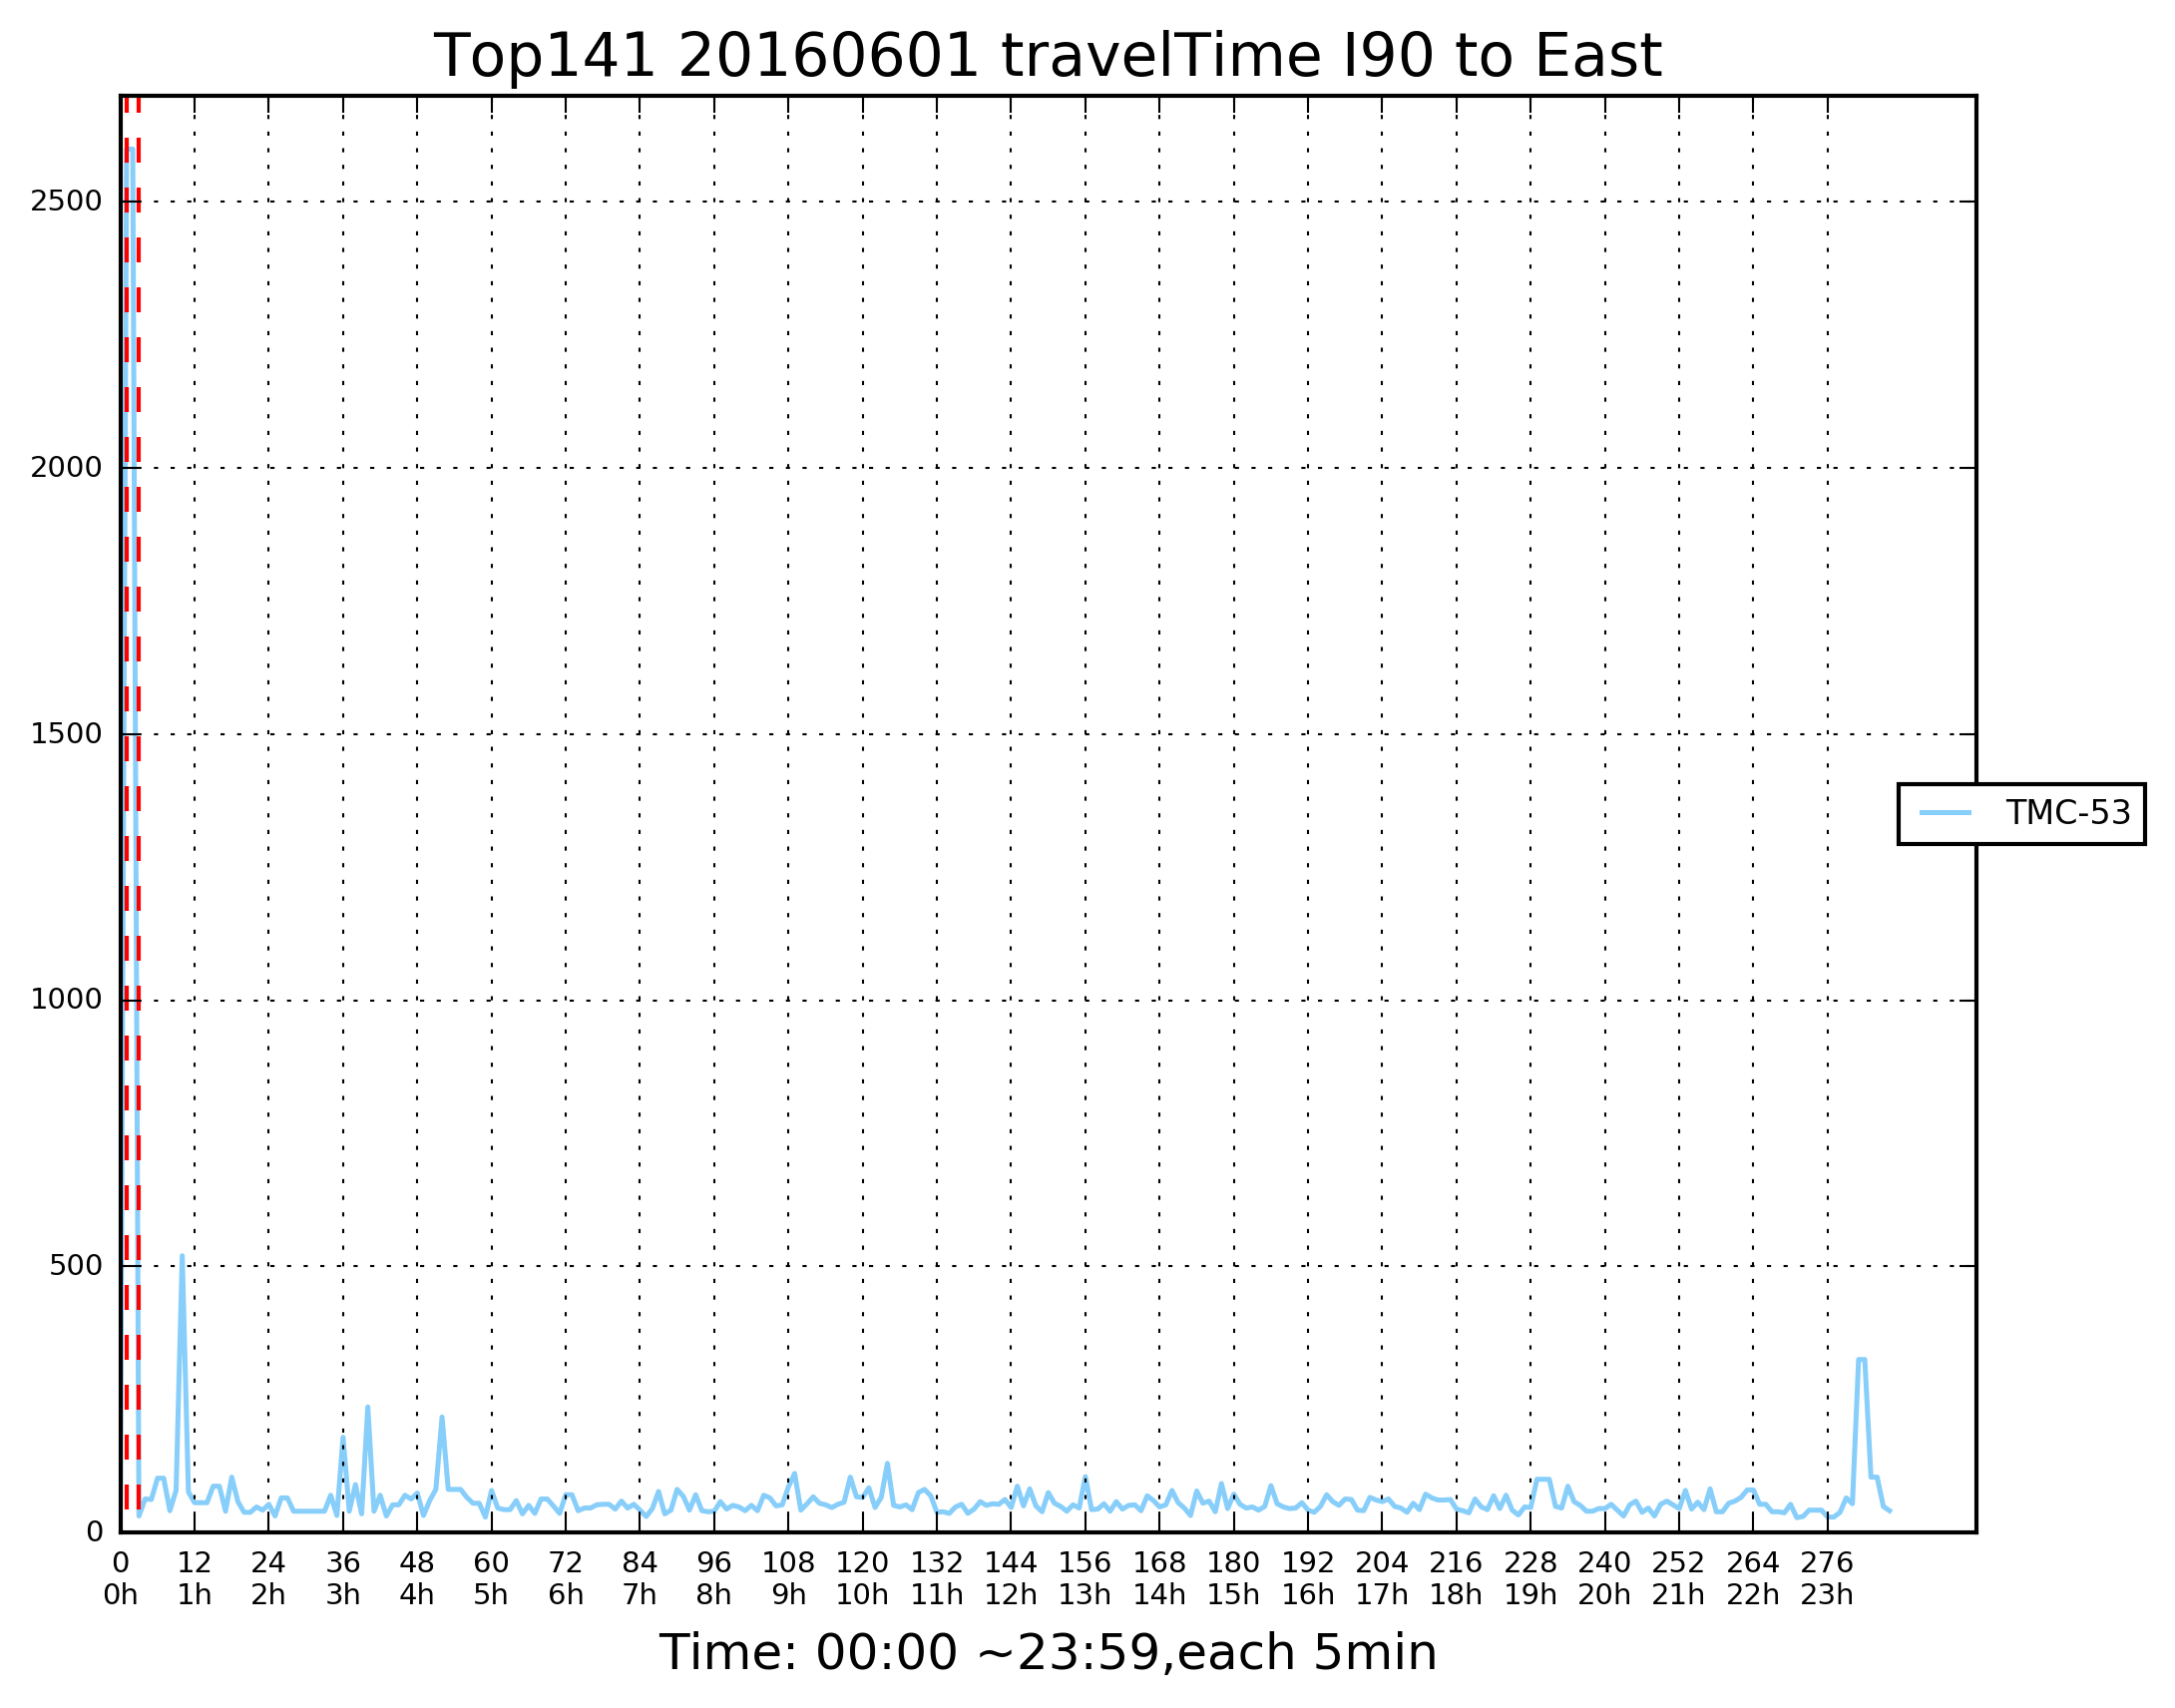 Top141 20160601 travelTime I90 to East
2500
2000
1500
1000
500
0
TMC-53
0 12 24 36 48 60 72 84 96 108 120 132 144 156 168 180 192 204 216 228 240 252 264 276
0h 1h 2h 3h 4h 5h 6h 7h 8h 9h 10h 11h 12h 13h 14h 15h 16h 17h 18h 19h 20h 21h 22h 23h
Time: 00:00 ~23:59,each 5min